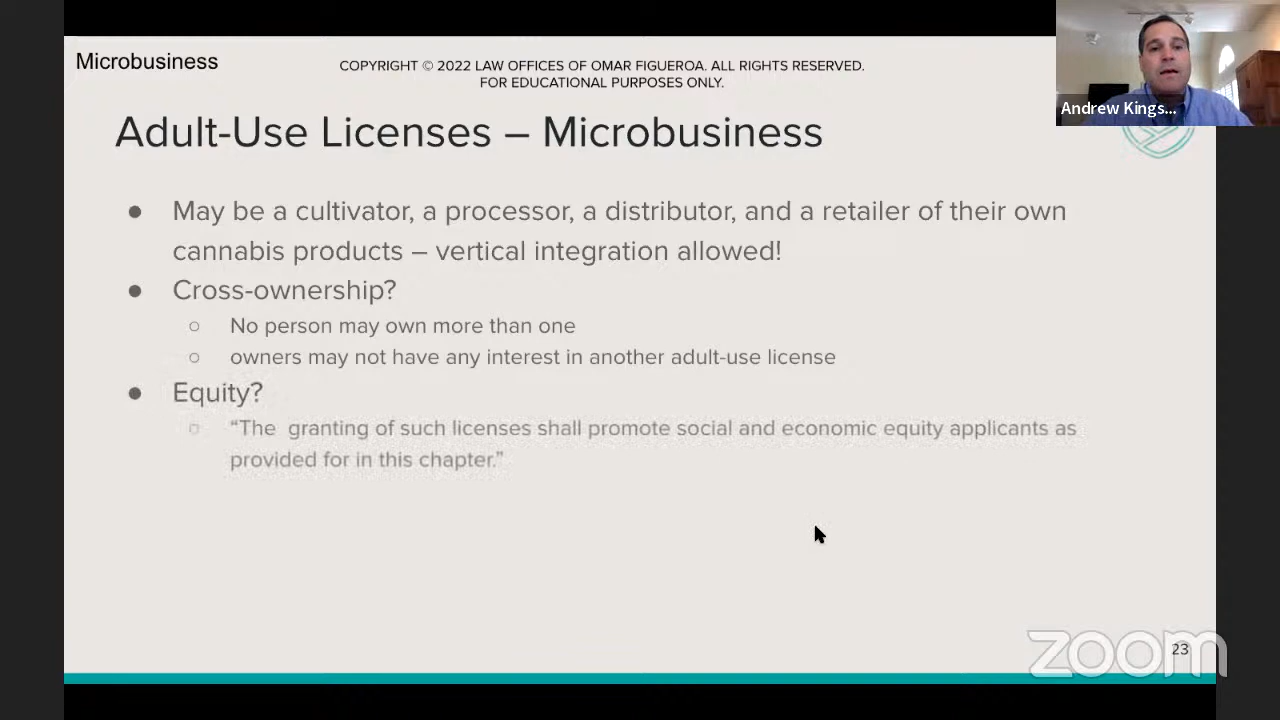 Microbusiness
COPYRIGHT © 2022 LAW OFFICES OF OMAR FIGUEROA. ALL RIGHTS RESERVED.
FOR EDUCATIONAL PURPOSES ONLY.
Andrew Kings...
Adult-Use Licenses – Microbusiness
● May be a cultivator, a processor, a distributor, and a retailer of their own
cannabis products – vertical integration allowed!
● Cross-ownership?
○ No person may own more than one
○ owners may not have any interest in another adult-use license
● Equity?
○ “The granting of such licenses shall promote social and economic equity applicants as
provided for in this chapter.”
zoom
23